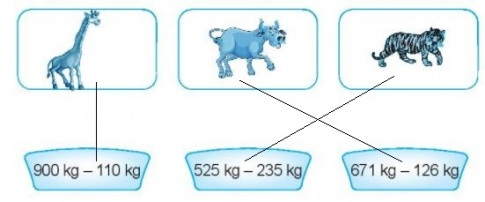 900 kg – 110 kg
525 kg – 235 kg
671 kg – 126 kg